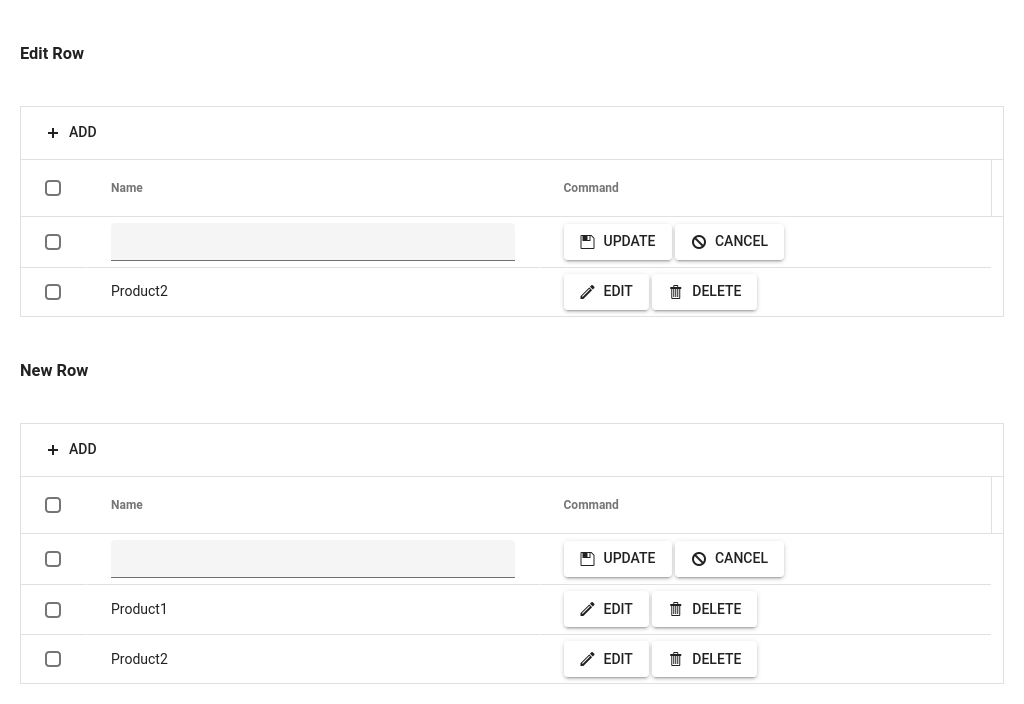 Edit Row
ADD
Name Command
UPDATE CANCEL
Product2 EDIT DELETE
New Row
ADD
Name Command
UPDATE CANCEL
Product1 EDIT DELETE
Product2 EDIT DELETE